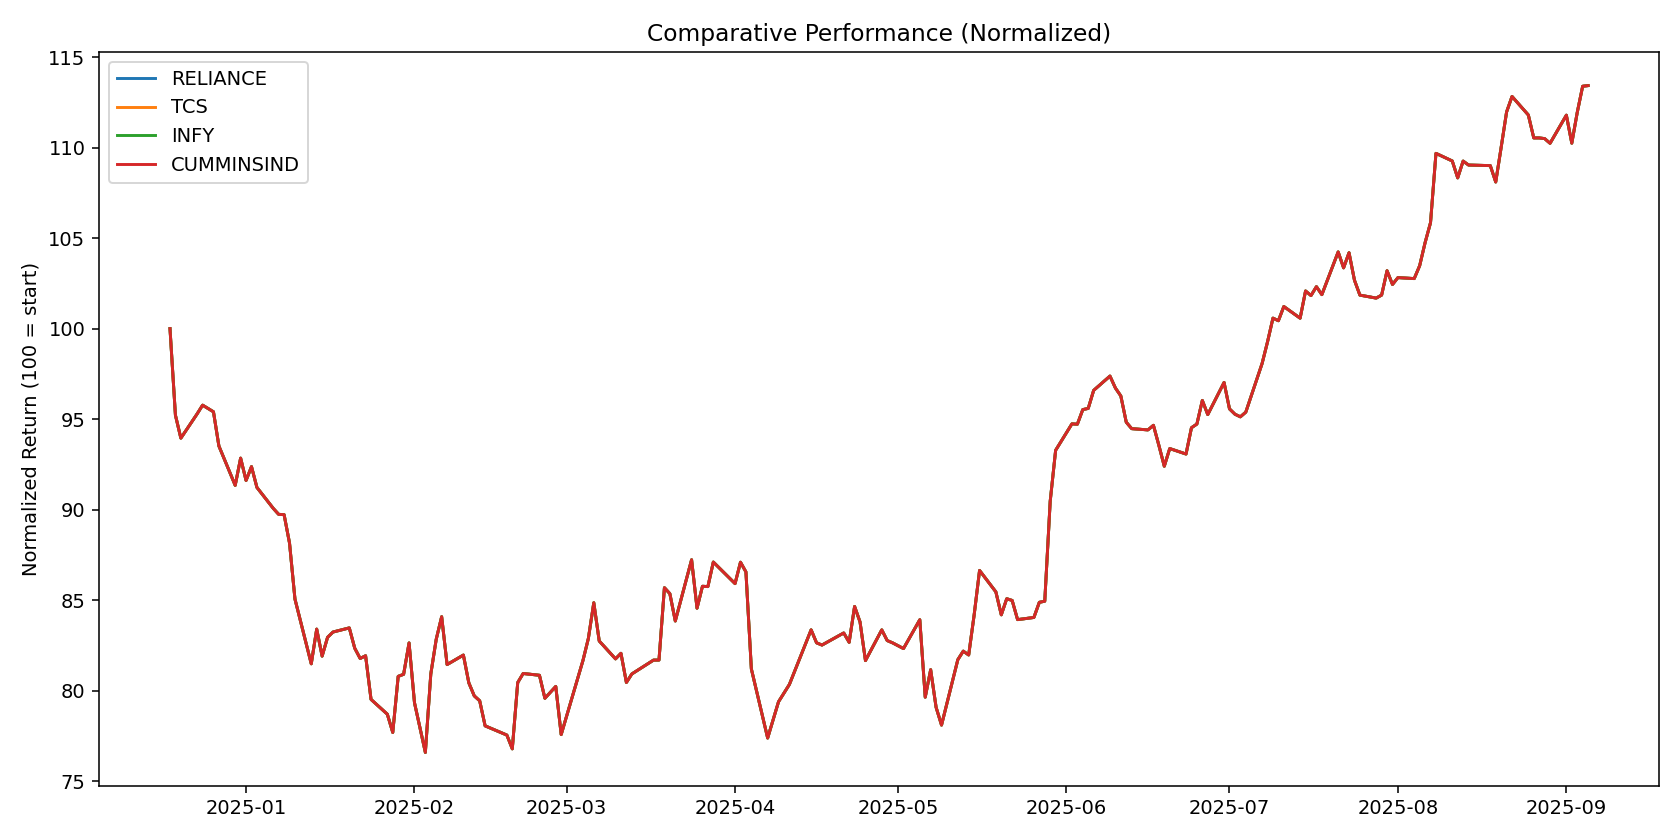 Comparative Performance (Normalized)
RELIANCE
TCS
INFY
CUMMINSIND
Normalized Return (100 = start)
115
110
105
100
95
90
85
80
75
2025-01 2025-02 2025-03 2025-04 2025-05 2025-06 2025-07 2025-08 2025-09